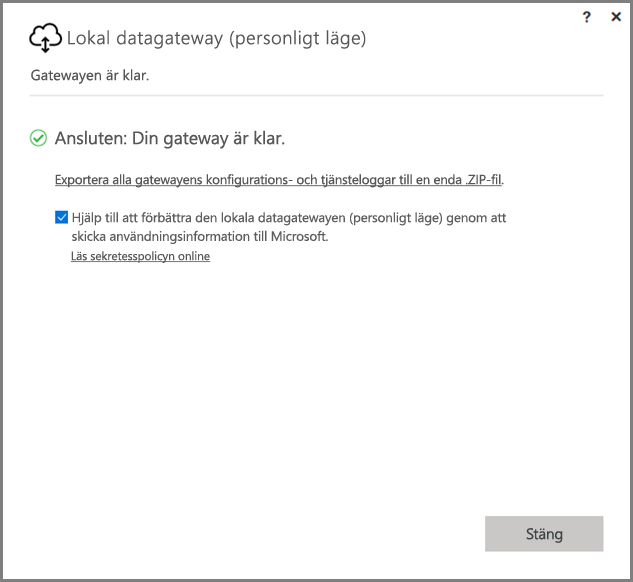 ? ×
Lokal datagateway (personligt läge)
Gatewayen är klar.
Ansluten: Din gateway är klar.
Exportera alla gatewayens konfigurations- och tjänsteloggar till en enda .ZIP-fil.
Hjälp till att förbättra den lokala datagatewayen (personligt läge) genom att
skicka användningsinformation till Microsoft.
Läs sekretesspolicyn online
Stäng